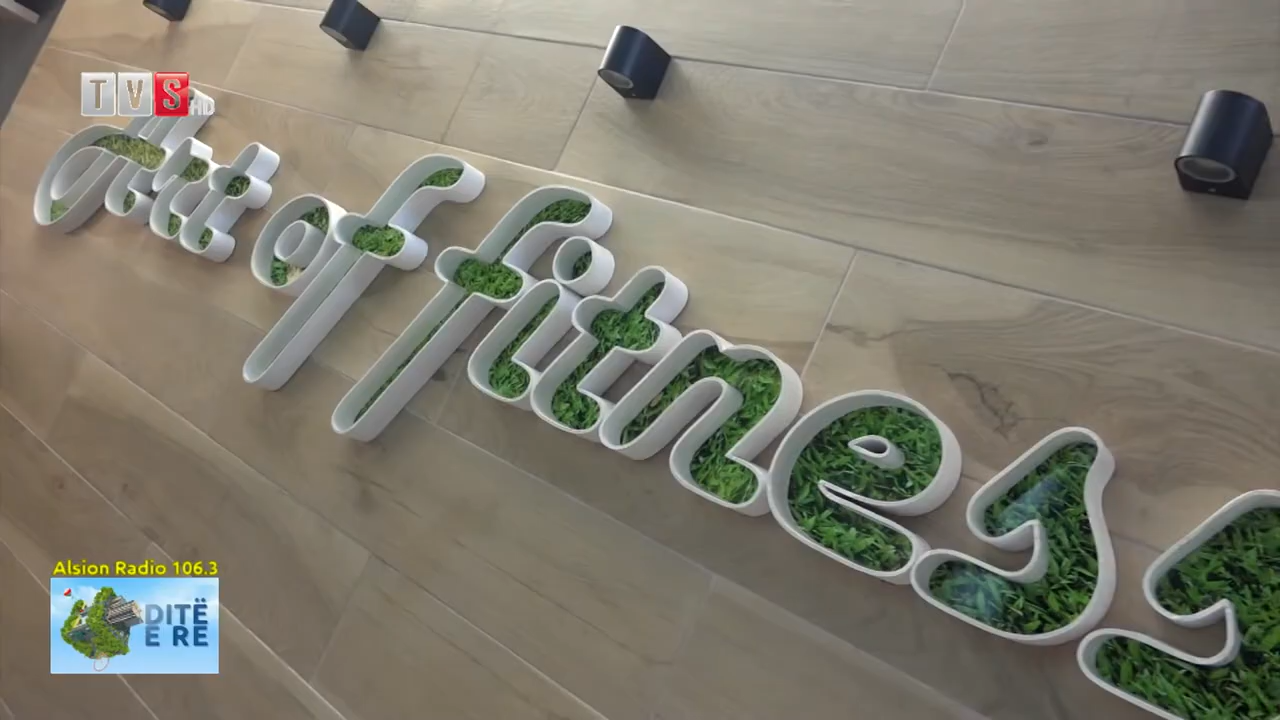 TVS HD
Art of fitness
Alsion Radio 106.3
DITË
E RE